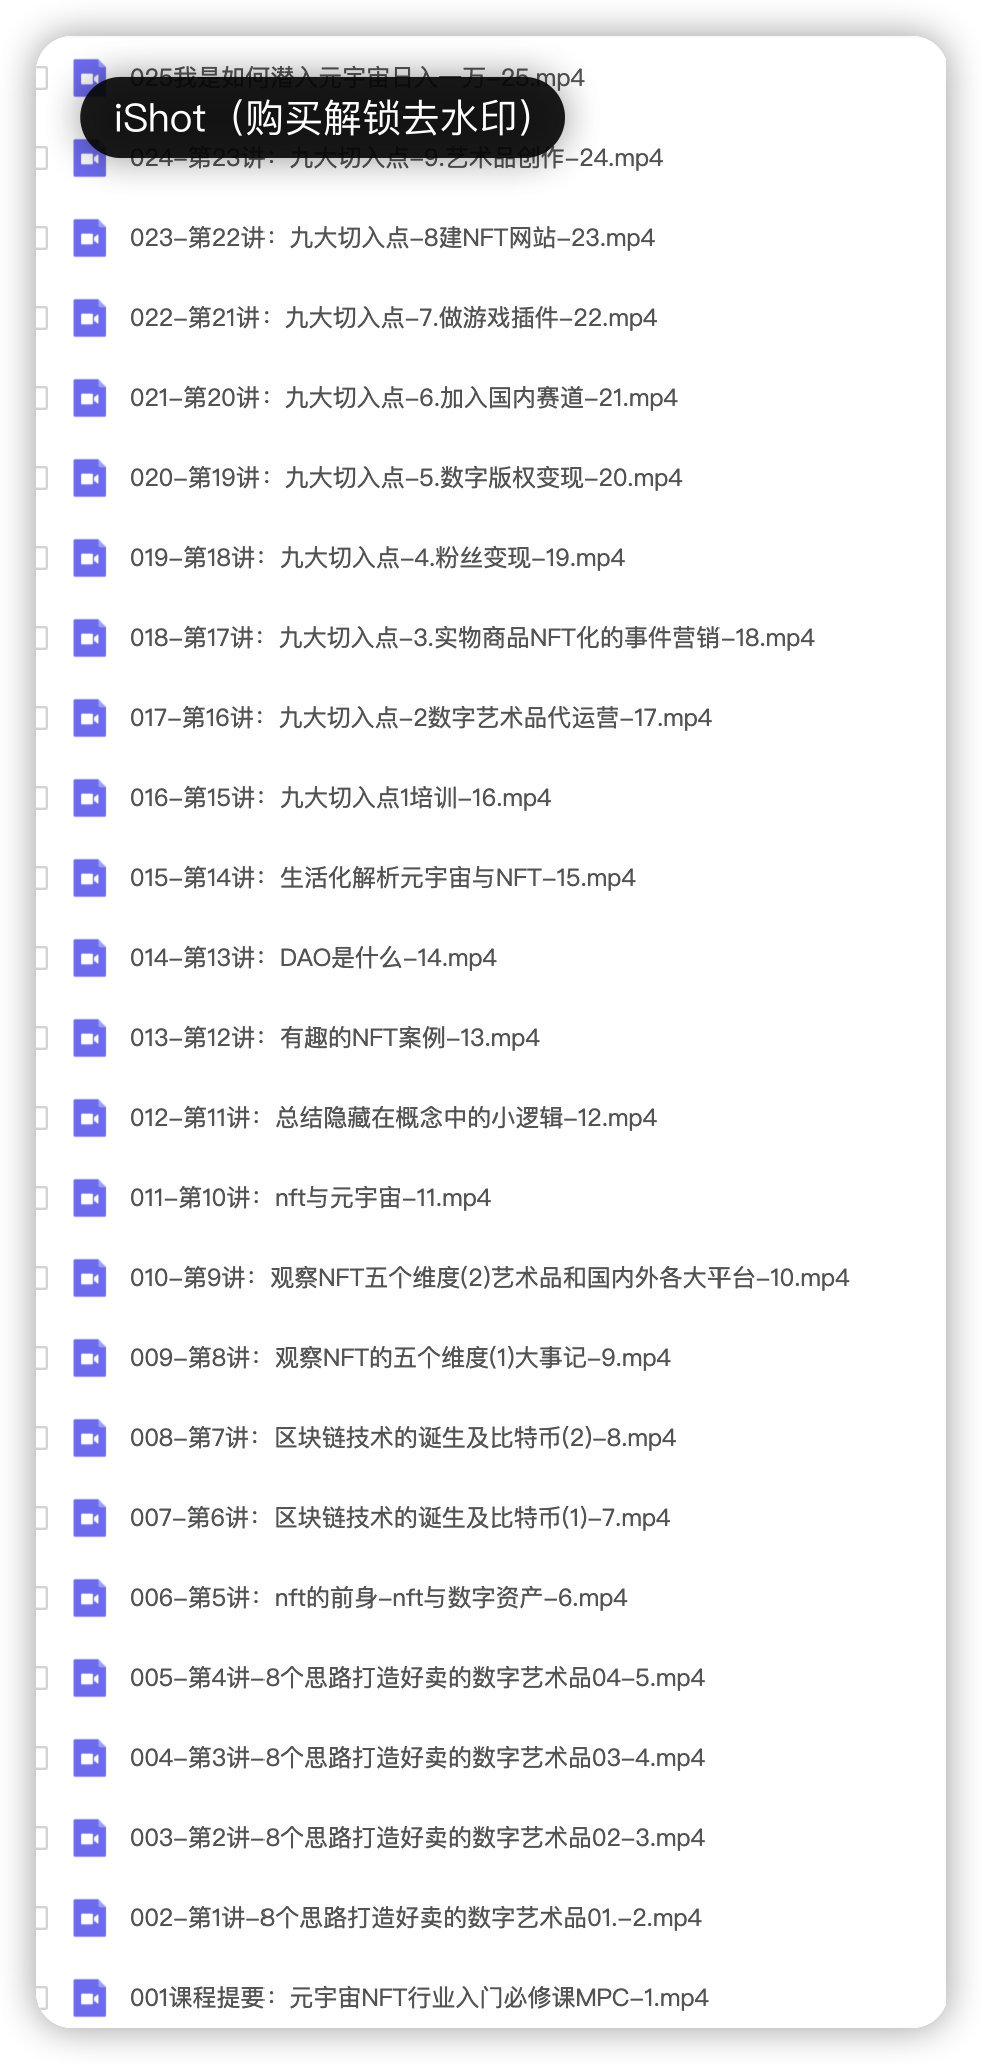 025我是如何潜入元宇宙日入一万-25.mp4
iShot（购买解锁去水印）
024-第23讲：九大切入点-9.艺术品创作-24.mp4
023-第22讲：九大切入点-8建NFT网站-23.mp4
022-第21讲：九大切入点-7.做游戏插件-22.mp4
021-第20讲：九大切入点-6.加入国内赛道-21.mp4
020-第19讲：九大切入点-5.数字版权变现-20.mp4
019-第18讲：九大切入点-4.粉丝变现-19.mp4
018-第17讲：九大切入点-3.实物商品NFT化的事件营销-18.mp4
017-第16讲：九大切入点-2数字艺术品代运营-17.mp4
016-第15讲：九大切入点1培训-16.mp4
015-第14讲：生活化解析元宇宙与NFT-15.mp4
014-第13讲：DAO是什么-14.mp4
013-第12讲：有趣的NFT案例-13.mp4
012-第11讲：总结隐藏在概念中的小逻辑-12.mp4
011-第10讲：nft与元宇宙-11.mp4
010-第9讲：观察NFT五个维度(2)艺术品和国内外各大平台-10.mp4
009-第8讲：观察NFT的五个维度(1)大事记-9.mp4
008-第7讲：区块链技术的诞生及比特币(2)-8.mp4
007-第6讲：区块链技术的诞生及比特币(1)-7.mp4
006-第5讲：nft的前身-nft与数字资产-6.mp4
005-第4讲-8个思路打造好卖的数字艺术品04-5.mp4
004-第3讲-8个思路打造好卖的数字艺术品03-4.mp4
003-第2讲-8个思路打造好卖的数字艺术品02-3.mp4
002-第1讲-8个思路打造好卖的数字艺术品01.-2.mp4
001课程提要：元宇宙NFT行业入门必修课MPC-1.mp4